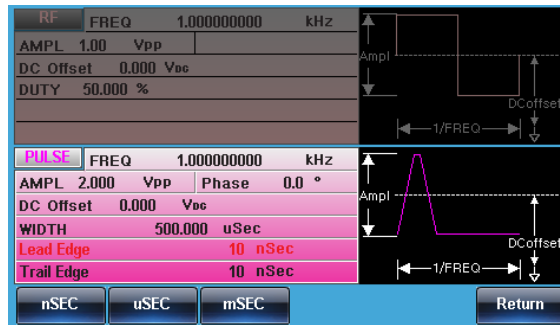 RF FREQ 1.000000000 kHz
AMPL 1.00 Vpp
DC Offset 0.000 VDC
DUTY 50.000 %
Ampl
DCoffset
1/FREQ
PULSE FREQ 1.000000000 kHz
AMPL 2.000 Vpp Phase 0.0 °
DC Offset 0.000 VDC
WIDTH 500.000 uSec
Lead Edge 10 nSec
Trail Edge 10 nSec
Ampl
DCoffset
1/FREQ
nSEC uSEC mSEC Return